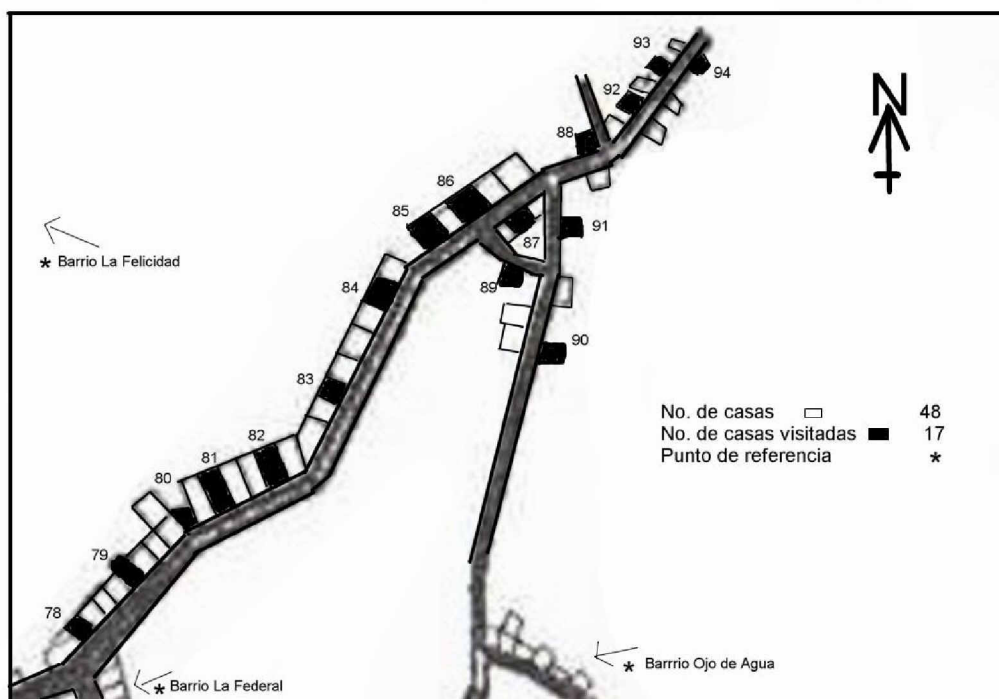 93
94
N
92
88
86
85
91
87
* Barrio La Felicidad
84
89
90
83
No. de casas 48
No. de casas visitadas 17
Punto de referencia *
82
81
80
79
78
* Barrrio Ojo de Agua
* Barrio La Federal